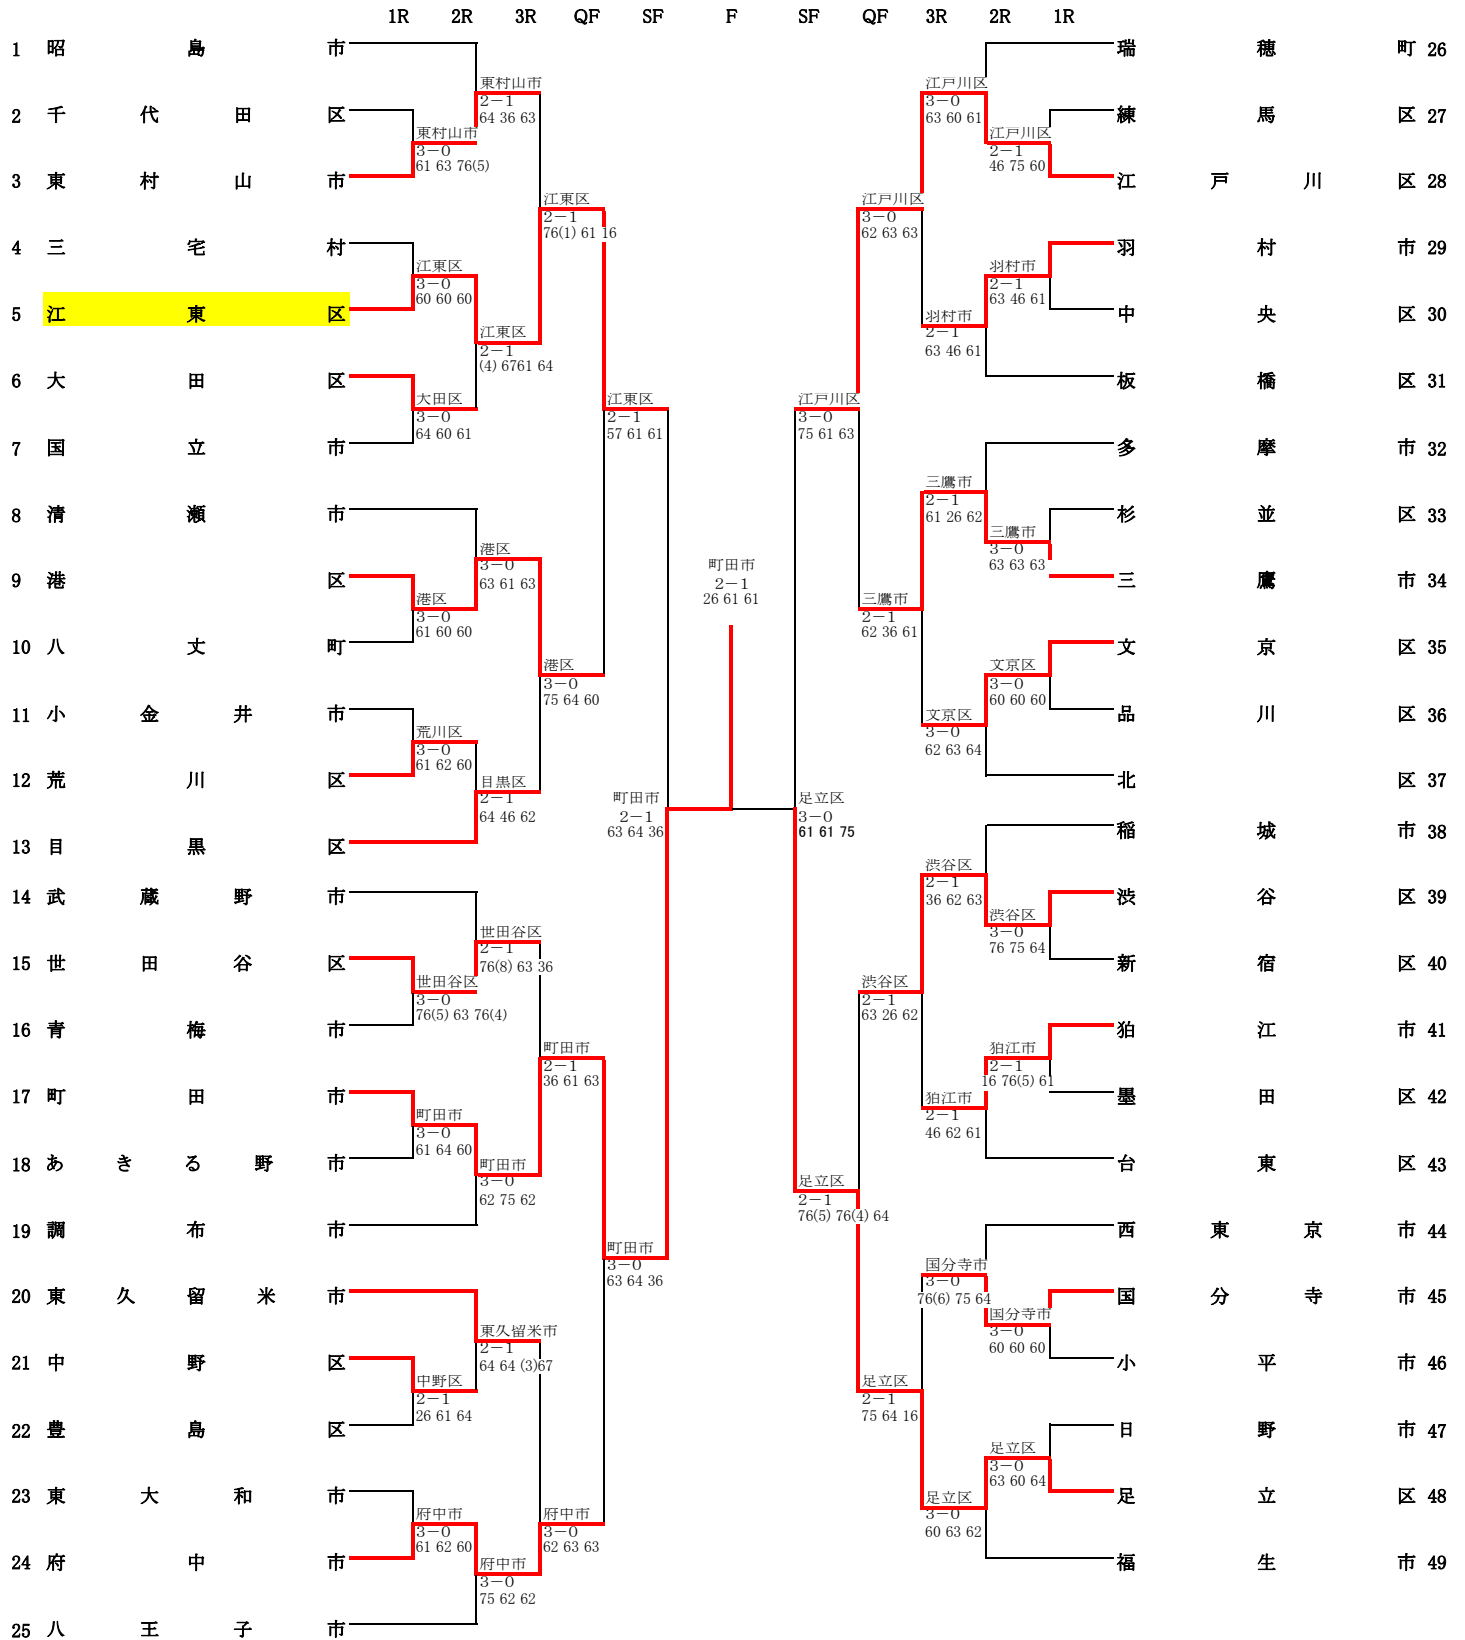 1R 2R 3R QF SF F SF QF 3R 2R 1R
1 昭島市
瑞穂町 26
東村山市
2－1
64 36 63
江戸川区
3－0
63 60 61
2 千代田区
練馬区 27
東村山市
3－0
61 63 76(5)
江戸川区
2－1
46 75 60
3 東村山市
江戸川区 28
江東区
2－1
76(1) 61 16
江戸川区
3－0
62 63 63
4 三宅村
羽村市 29
江東区
3－0
60 60 60
羽村市
2－1
63 46 61
5 江東区
中央区 30
江東区
2－1
(4) 6761 64
羽村市
2－1
63 46 61
6 大田区
板橋区 31
大田区
3－0
64 60 61
江東区
2－1
57 61 61
江戸川区
3－0
75 61 63
7 国立市
多摩市 32
三鷹市
2－1
61 26 62
8 清瀬市
杉並区 33
港区
3－0
63 61 63
三鷹市
3－0
63 63 63
9 港区
三鷹市 34
町田市
2－1
26 61 61
港区
3－0
61 60 60
三鷹市
2－1
62 36 61
10 八丈町
文京区 35
港区
3－0
75 64 60
文京区
3－0
60 60 60
11 小金井市
品川区 36
荒川区
3－0
61 62 60
文京区
3－0
62 63 64
12 荒川区
北区 37
目黒区
2－1
64 46 62
町田市
2－1
63 64 36
足立区
3－0
61 61 75
13 目黒区
稲城市 38
渋谷区
2－1
36 62 63
14 武蔵野市
渋谷区 39
世田谷区
2－1
76(8) 63 36
渋谷区
3－0
76 75 64
15 世田谷区
新宿区 40
世田谷区
3－0
76(5) 63 76(4)
渋谷区
2－1
63 26 62
16 青梅市
狛江市 41
町田市
2－1
36 61 63
狛江市
2－1
16 76(5) 61
17 町田市
墨田区 42
町田市
3－0
61 64 60
狛江市
2－1
46 62 61
18 あきる野市
台東区 43
町田市
3－0
62 75 62
足立区
2－1
76(5) 76(4) 64
19 調布市
西東京市 44
町田市
3－0
63 64 36
国分寺市
3－0
76(6) 75 64
20 東久留米市
国分寺市 45
東久留米市
2－1
64 64 (3)67
国分寺市
3－0
60 60 60
21 中野区
小平市 46
中野区
2－1
26 61 64
足立区
2－1
75 64 16
22 豊島区
日野市 47
足立区
3－0
63 60 64
23 東大和市
足立区 48
府中市
3－0
61 62 60
府中市
3－0
62 63 63
足立区
3－0
60 63 62
24 府中市
福生市 49
府中市
3－0
75 62 62
25 八王子市